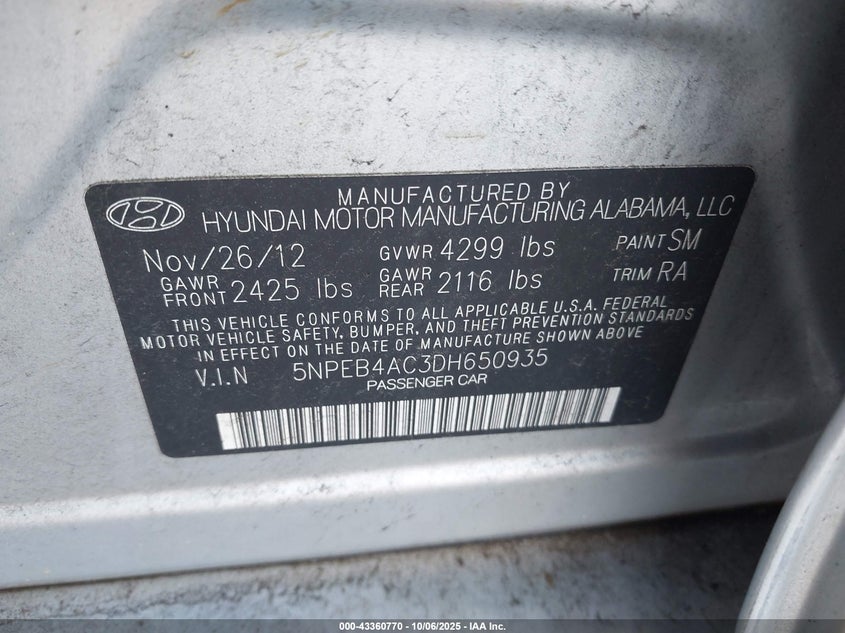 MANUFACTURED BY
HYUNDAI MOTOR MANUFACTURING ALABAMA, LLC
Nov/26/12 GVWR 4299 lbs PAINT SM
GAWR FRONT 2425 lbs GAWR REAR 2116 lbs TRIM RA
THIS VEHICLE CONFORMS TO ALL APPLICABLE U.S.A. FEDERAL
MOTOR VEHICLE SAFETY, BUMPER, AND THEFT PREVENTION STANDARDS
IN EFFECT ON THE DATE OF MANUFACTURE SHOWN ABOVE
V.I.N 5NPEB4AC3DH650935
PASSENGER CAR
000-43360770 - 10/06/2025 - IAA Inc.